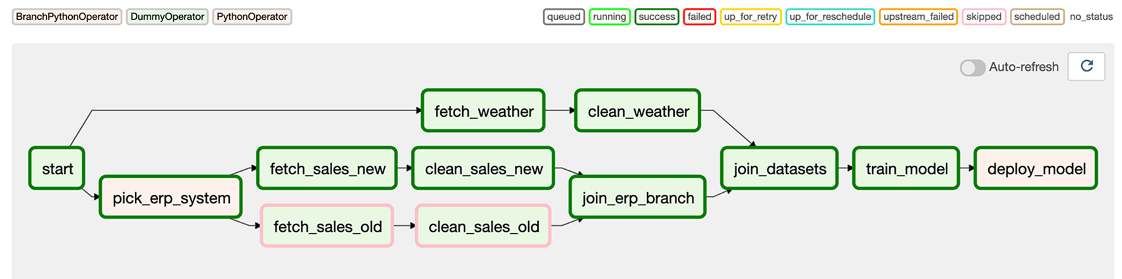 BranchPythonOperator DummyOperator PythonOperator queued running success failed up_for_retry up_for_reschedule upstream_failed skipped scheduled no_status
Auto-refresh
fetch_weather clean_weather
start fetch_sales_new clean_sales_new join_datasets train_model deploy_model
pick_erp_system join_erp_branch
fetch_sales_old clean_sales_old